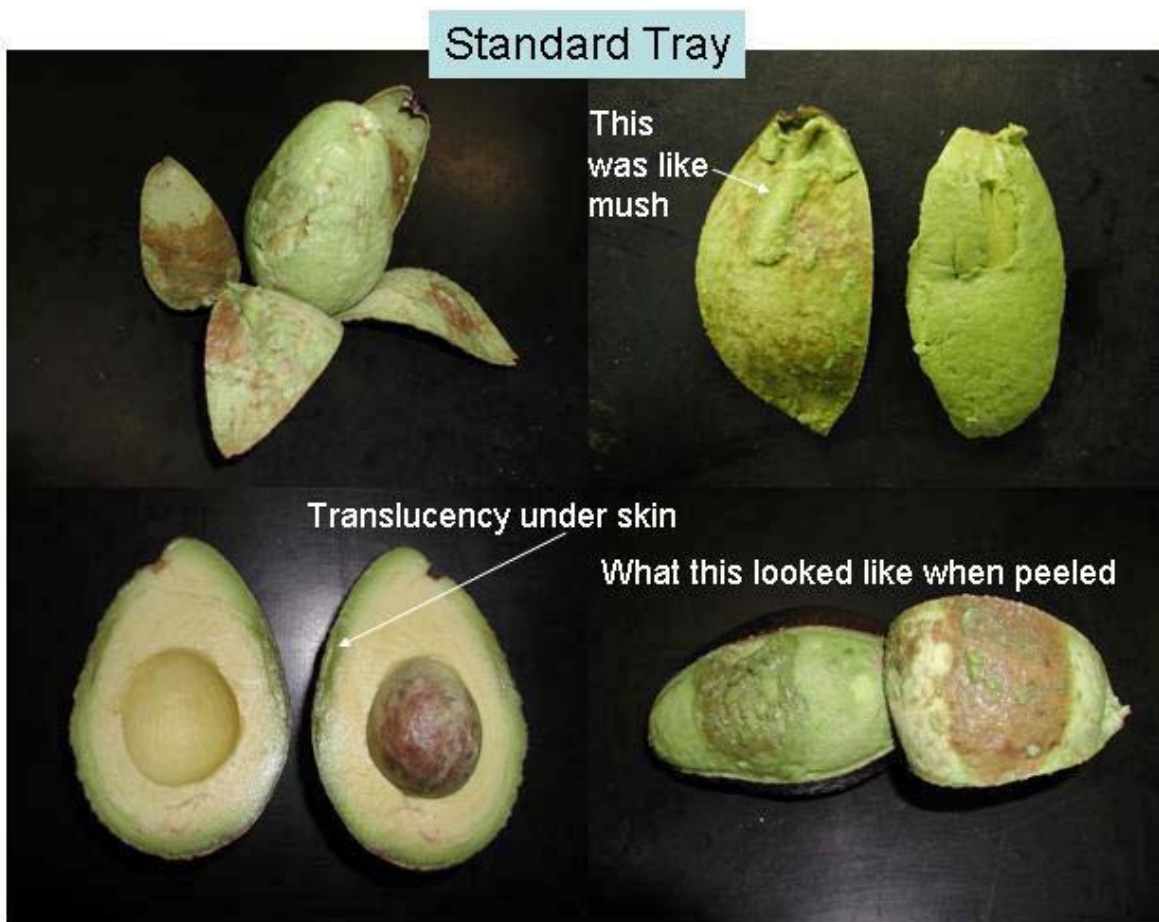 Standard Tray
This
was like
mush
Translucency under skin
What this looked like when peeled